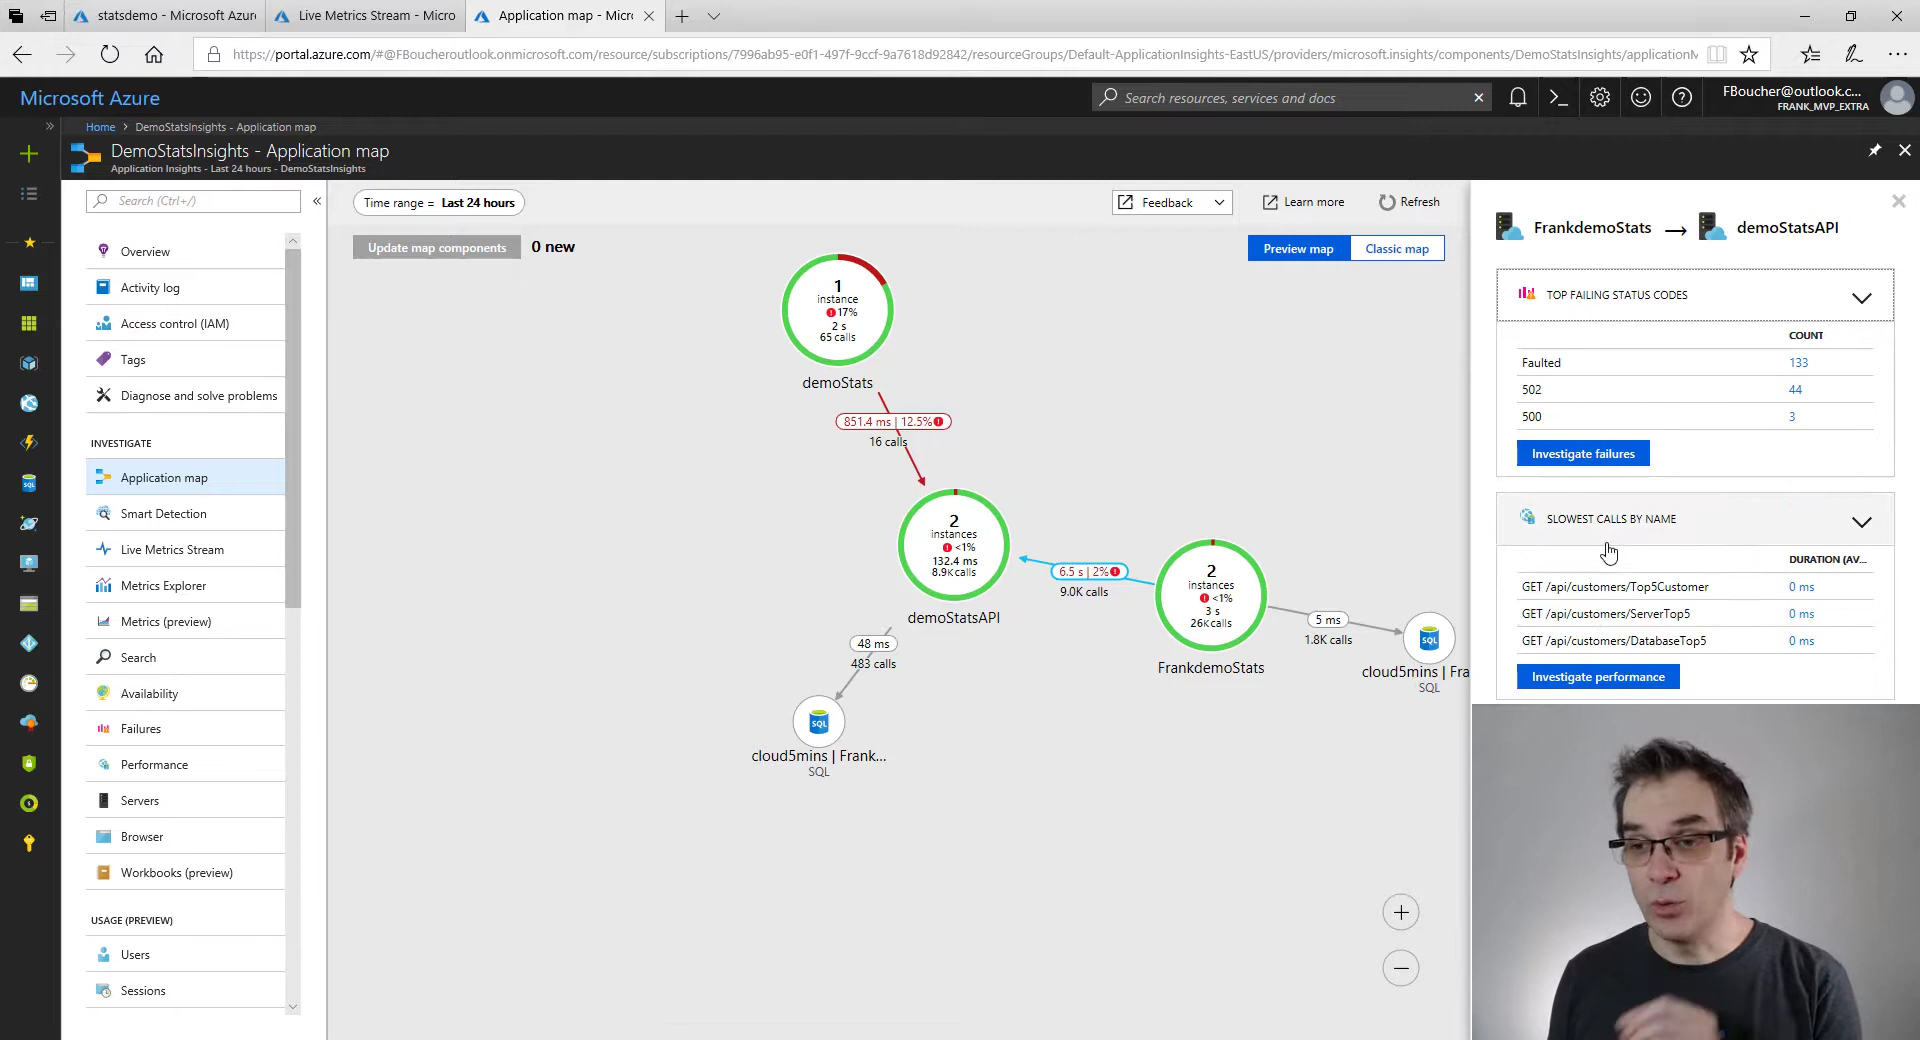 statsdemo - Microsoft Azure
Live Metrics Stream - Micro
Application map - Micro
https://portal.azure.com/#@FBoucheroutlook.onmicrosoft.com/resource/subscriptions/7996ab95-e0f1-497f-9ccf-9a7618d92842/resourceGroups/Default-ApplicationInsights-EastUS/providers/microsoft.insights/components/DemoStatsInsights/applicationM
Microsoft Azure
Search resources, services and docs
FBoucher@outlook.c...
FRANK_MVP_EXTRA
Home > DemoStatsInsights - Application map
DemoStatsInsights - Application map
Application Insights - Last 24 hours - DemoStatsInsights
Search (Ctrl+/)
Overview
Activity log
Access control (IAM)
Tags
Diagnose and solve problems
INVESTIGATE
Application map
Smart Detection
Live Metrics Stream
Metrics Explorer
Metrics (preview)
Search
Availability
Failures
Performance
Servers
Browser
Workbooks (preview)
USAGE (PREVIEW)
Users
Sessions
Time range = Last 24 hours
Feedback
Learn more
Refresh
Update map components
0 new
Preview map
Classic map
1
instance
17%
2 s
65 calls
demoStats
851.4 ms | 12.5%
16 calls
2
instances
<1%
132.4 ms
8.9K calls
demoStatsAPI
6.5 s | 2%
9.0K calls
2
instances
<1%
3 s
26K calls
FrankdemoStats
5 ms
1.8K calls
SQL
cloud5mins | Fra
SQL
48 ms
483 calls
SQL
cloud5mins | Frank...
SQL
FrankdemoStats → demoStatsAPI
TOP FAILING STATUS CODES
COUNT
Faulted 133
502 44
500 3
Investigate failures
SLOWEST CALLS BY NAME
DURATION (AV...
GET /api/customers/Top5Customer 0 ms
GET /api/customers/ServerTop5 0 ms
GET /api/customers/DatabaseTop5 0 ms
Investigate performance